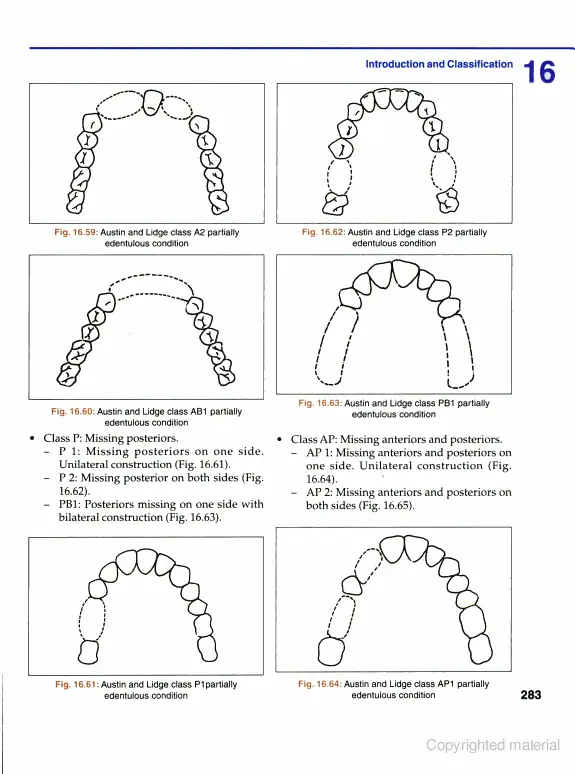 Introduction and Classification
16
Fig. 16.59: Austin and Lidge class A2 partially
edentulous condition
Fig. 16.60: Austin and Lidge class AB1 partially
edentulous condition
• Class P: Missing posteriors.
– P 1: Missing posteriors on one side.
Unilateral construction (Fig. 16.61).
– P 2: Missing posterior on both sides (Fig.
16.62).
– PB1: Posteriors missing on one side with
bilateral construction (Fig. 16.63).
Fig. 16.61: Austin and Lidge class P1partially
edentulous condition
Fig. 16.62: Austin and Lidge class P2 partially
edentulous condition
Fig. 16.63: Austin and Lidge class PB1 partially
edentulous condition
• Class AP: Missing anteriors and posteriors.
– AP 1: Missing anteriors and posteriors on
one side. Unilateral construction (Fig.
16.64).
– AP 2: Missing anteriors and posteriors on
both sides (Fig. 16.65).
Fig. 16.64: Austin and Lidge class AP1 partially
edentulous condition
283
Copyrighted material